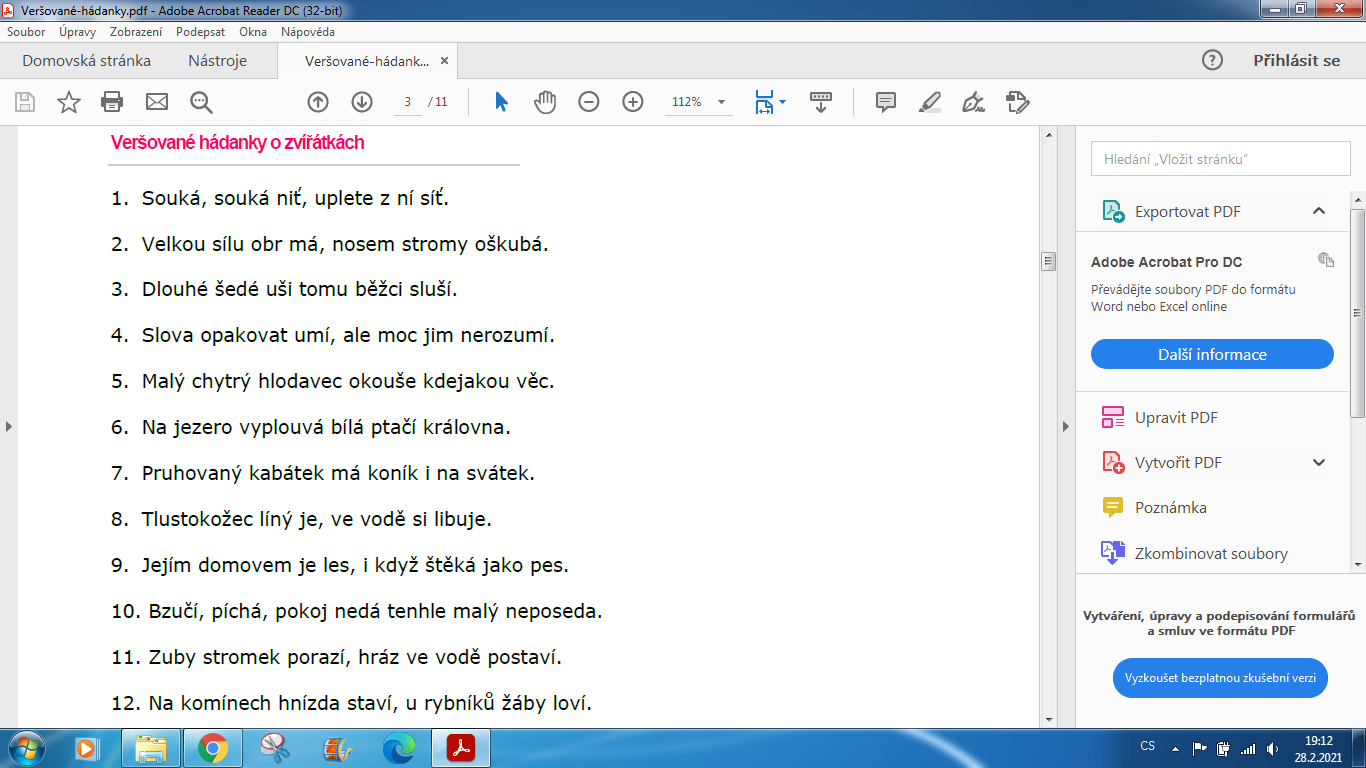 Veršované-hádanky.pdf - Adobe Acrobat Reader DC (32-bit)
Soubor Úpravy Zobrazení Podepsat Okna Nápověda
Domovská stránka Nástroje Veršované-hádank... × ? Přihlásit se
3 / 11 112%
Veršované hádanky o zvířátkách
1. Souká, souká niť, uplete z ní síť.
2. Velkou sílu obr má, nosem stromy oškubá.
3. Dlouhé šedé uši tomu běžci sluší.
4. Slova opakovat umí, ale moc jim nerozumí.
5. Malý chytrý hlodavec okouše kdejakou věc.
6. Na jezero vyplouvá bílá ptačí královna.
7. Pruhovaný kabátek má koník i na svátek.
8. Tlustokožec líný je, ve vodě si libuje.
9. Jejím domovem je les, i když štěká jako pes.
10. Bzučí, píchá, pokoj nedá tenhle malý neposeda.
11. Zuby stromek porazí, hráz ve vodě postaví.
12. Na komínech hnízda staví, u rybníků žáby loví.
Hledání „Vložit stránku"
Exportovat PDF
Adobe Acrobat Pro DC
Převádějte soubory PDF do formátu
Word nebo Excel online
Další informace
Upravit PDF
Vytvořit PDF
Poznámka
Zkombinovat soubory
Vytváření, úpravy a podepisování formulářů
a smluv ve formátu PDF
Vyzkoušet bezplatnou zkušební verzi
CS
19:12
28.2.2021